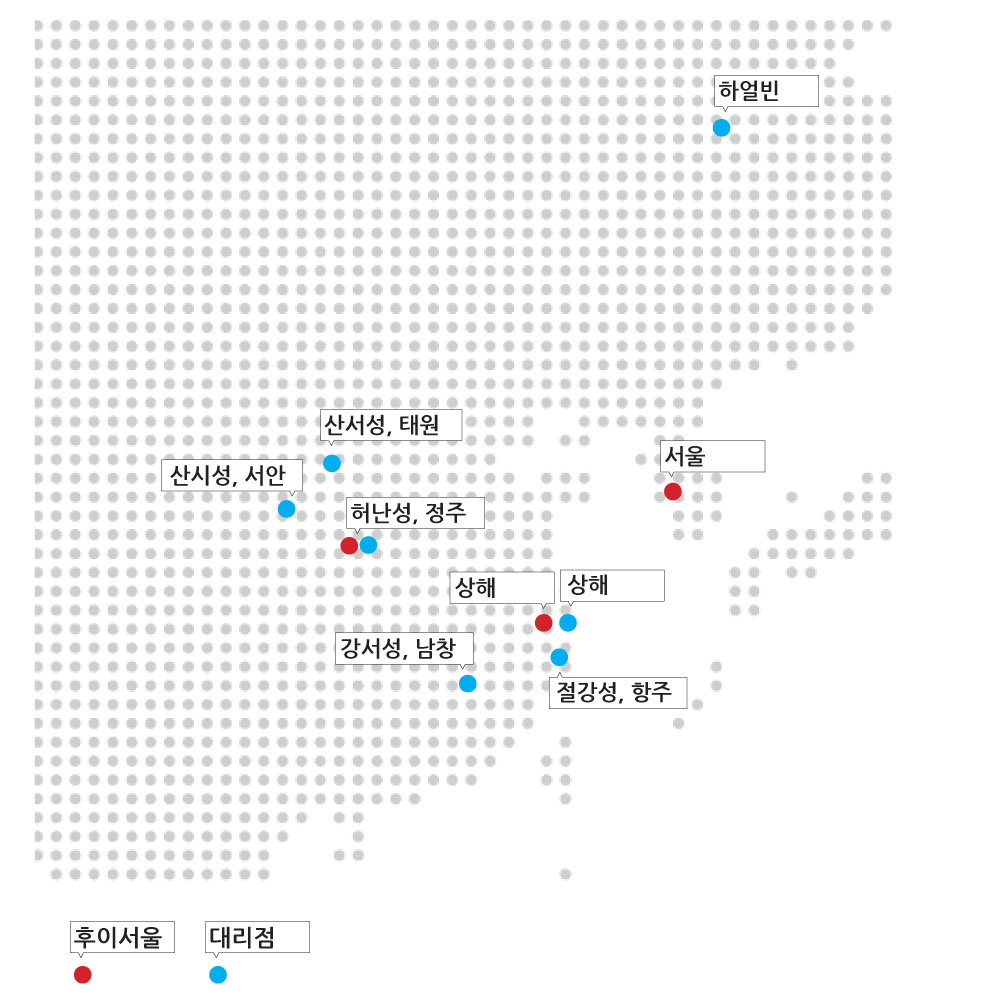 하얼빈
산서성, 태원
서울
산시성, 서안
허난성, 정주
상해
상해
강서성, 남창
절강성, 항주
후이서울
대리점